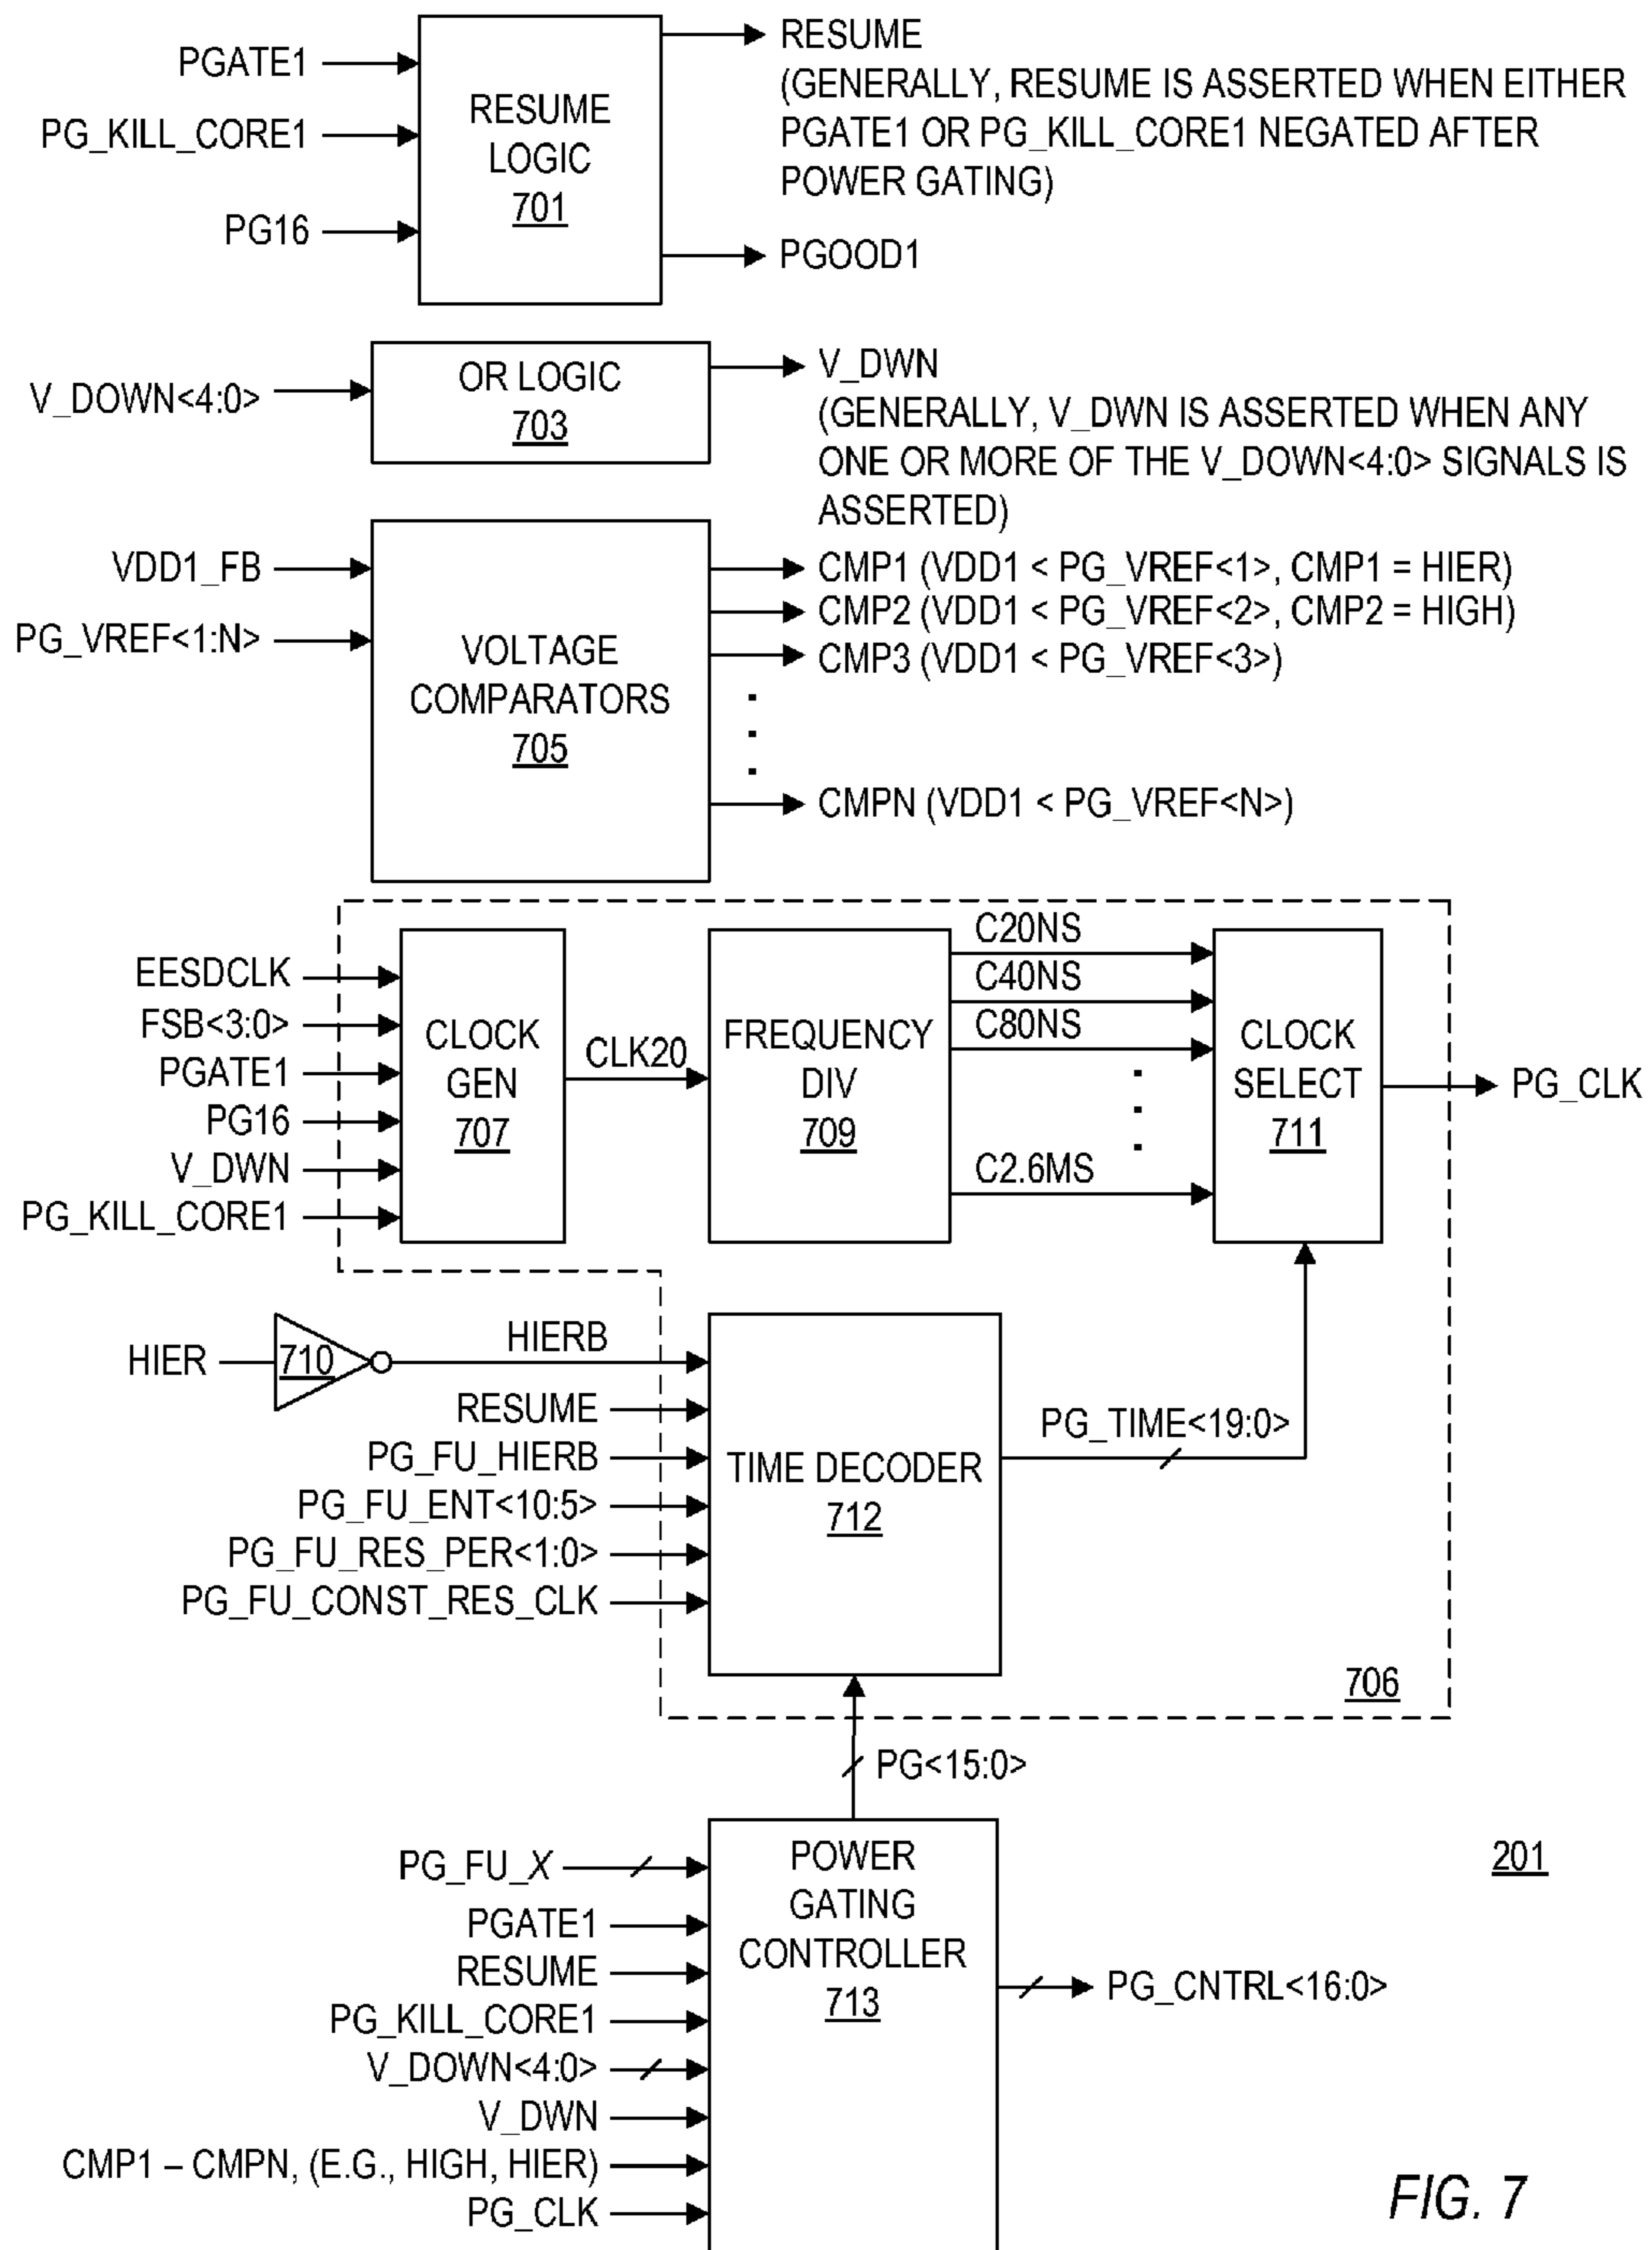 PGATE1
PG_KILL_CORE1
PG16
RESUME
LOGIC
701
RESUME
(GENERALLY, RESUME IS ASSERTED WHEN EITHER
PGATE1 OR PG_KILL_CORE1 NEGATED AFTER
POWER GATING)
PGOOD1
V_DOWN<4:0>
OR LOGIC
703
V_DWN
(GENERALLY, V_DWN IS ASSERTED WHEN ANY
ONE OR MORE OF THE V_DOWN<4:0> SIGNALS IS
ASSERTED)
VDD1_FB
PG_VREF<1:N>
VOLTAGE
COMPARATORS
705
CMP1 (VDD1 < PG_VREF<1>, CMP1 = HIER)
CMP2 (VDD1 < PG_VREF<2>, CMP2 = HIGH)
CMP3 (VDD1 < PG_VREF<3>)
CMPN (VDD1 < PG_VREF<N>)
EESDCLK
FSB<3:0>
PGATE1
PG16
V_DWN
PG_KILL_CORE1
CLOCK
GEN
707
CLK20
FREQUENCY
DIV
709
C20NS
C40NS
C80NS
C2.6MS
CLOCK
SELECT
711
PG_CLK
HIER
710
HIERB
RESUME
PG_FU_HIERB
PG_FU_ENT<10:5>
PG_FU_RES_PER<1:0>
PG_FU_CONST_RES_CLK
TIME DECODER
712
PG_TIME<19:0>
706
PG<15:0>
PG_FU_X
PGATE1
RESUME
PG_KILL_CORE1
V_DOWN<4:0>
V_DWN
CMP1 – CMPN, (E.G., HIGH, HIER)
PG_CLK
POWER
GATING
CONTROLLER
713
PG_CNTRL<16:0>
201
FIG. 7